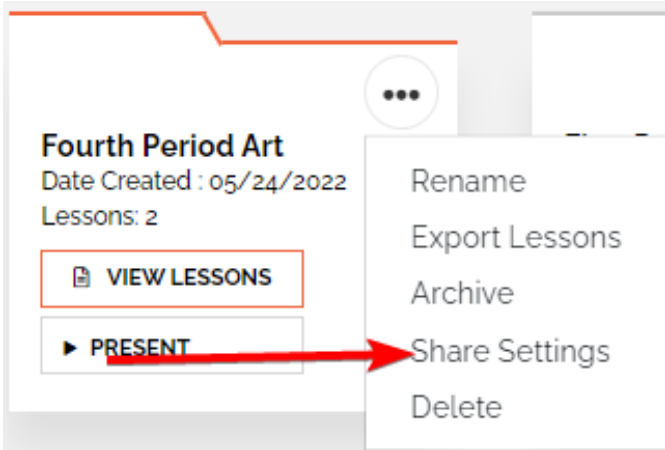 Fourth Period Art
Date Created : 05/24/2022
Lessons: 2
VIEW LESSONS
PRESENT
Rename
Export Lessons
Archive
Share Settings
Delete